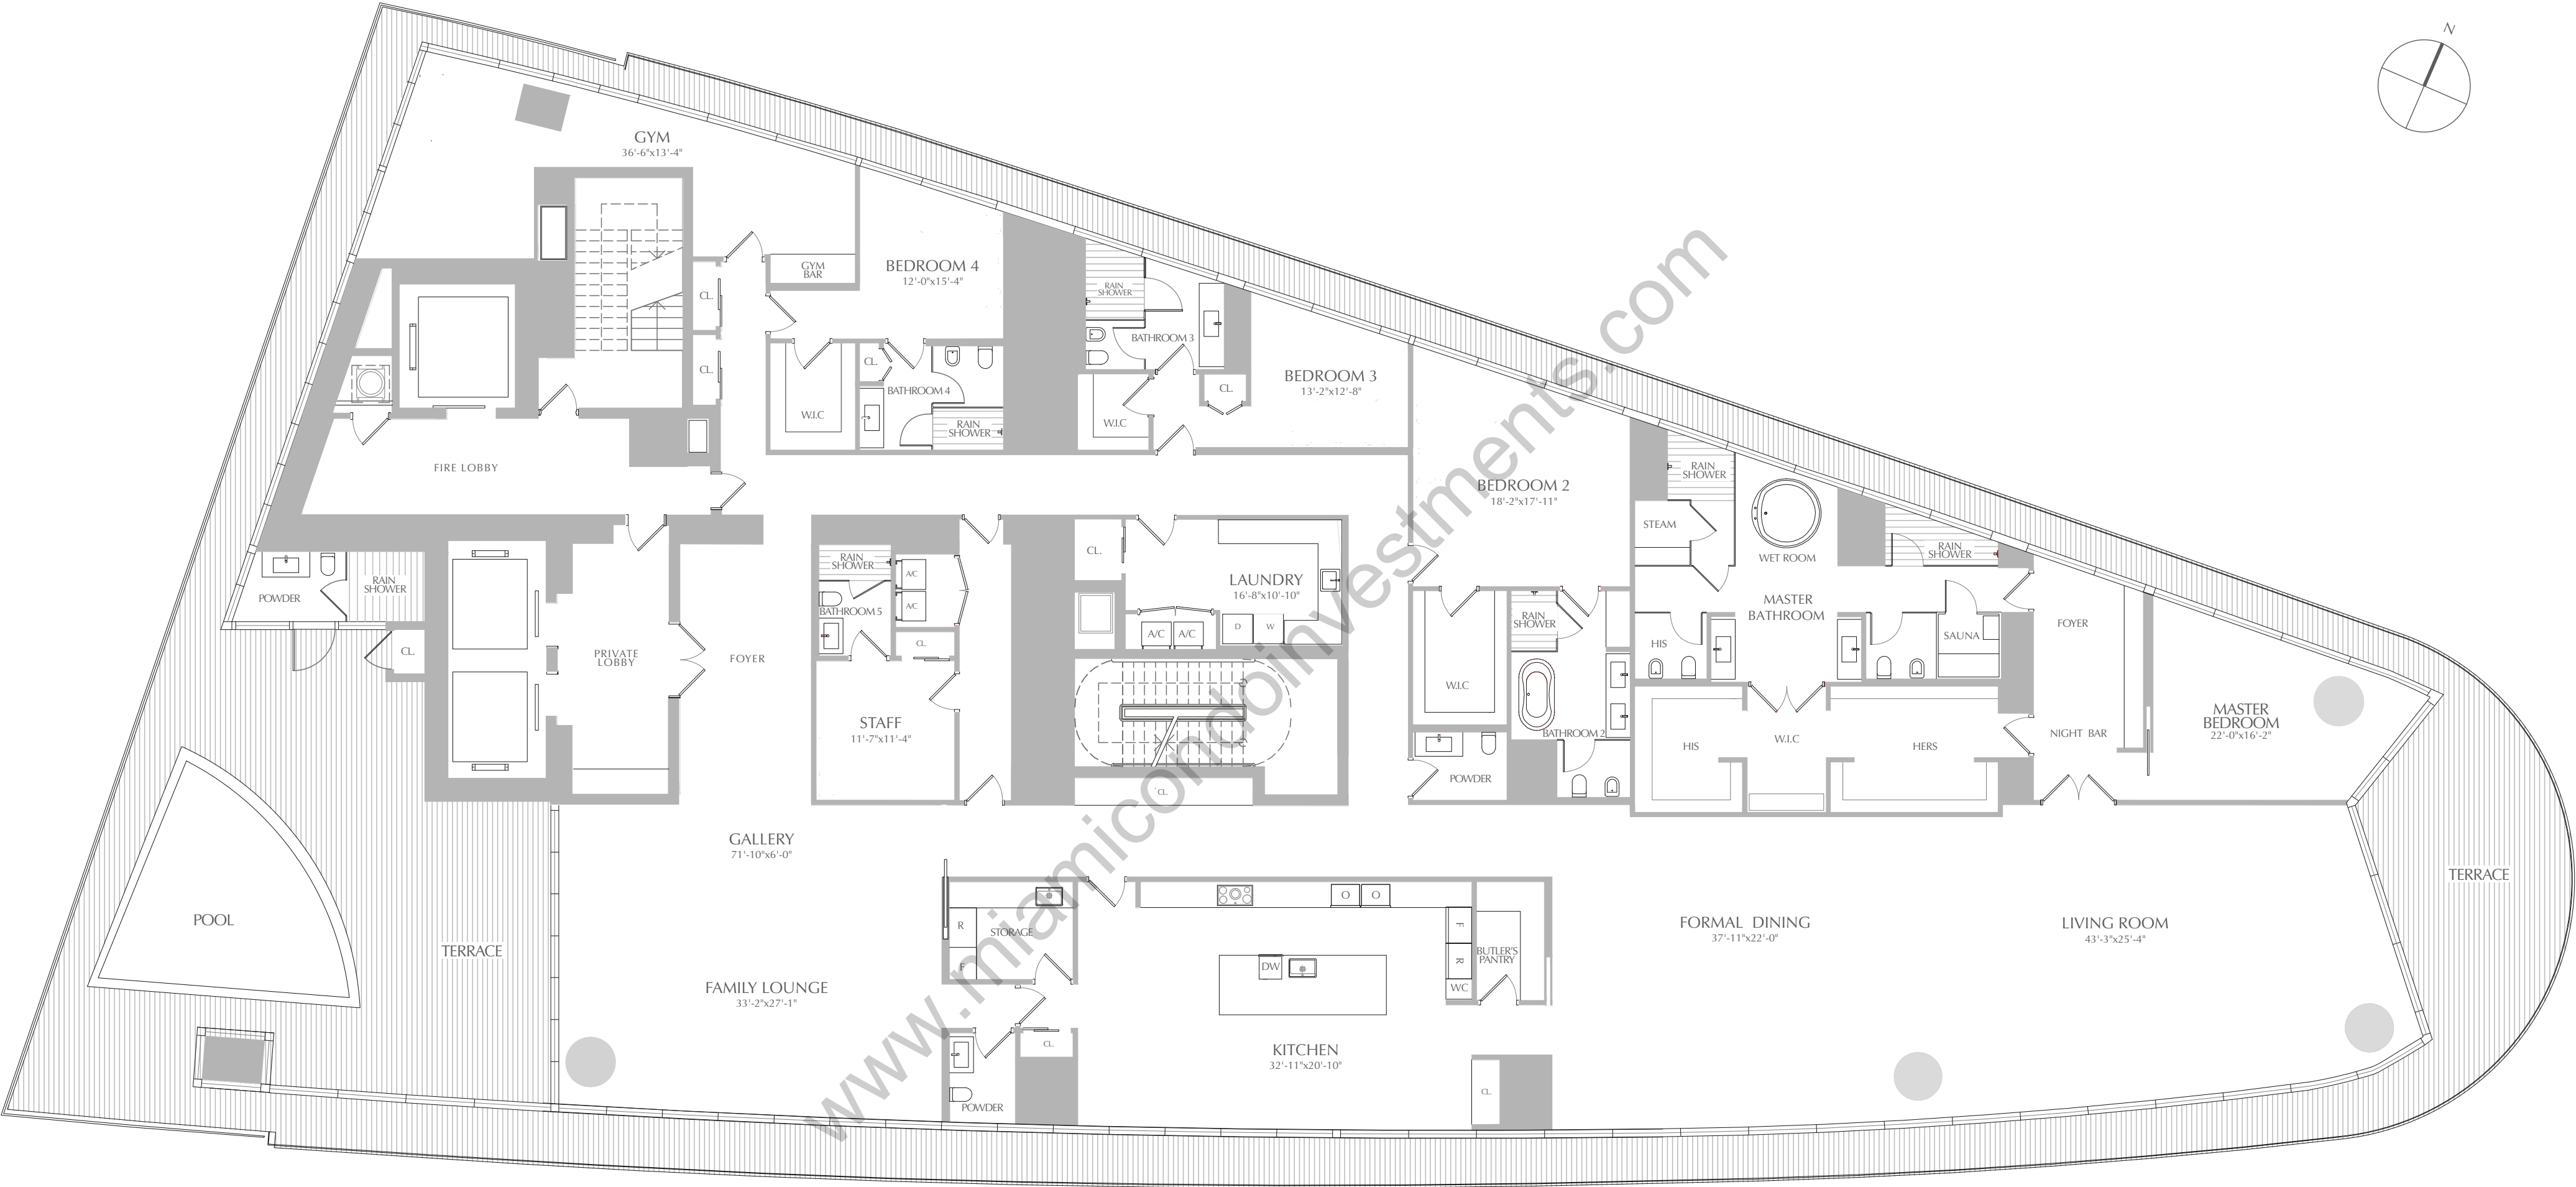 N
GYM
36'-6"x13'-4"
GYM
BAR
BEDROOM 4
12'-0"x15'-4"
CL.
CL.
CL.
W.I.C
BATHROOM 4
RAIN
SHOWER
RAIN
SHOWER
BATHROOM 3
W.I.C
CL.
BEDROOM 3
13'-2"x12'-8"
FIRE LOBBY
BEDROOM 2
18'-2"x17'-11"
RAIN
SHOWER
STEAM
WET ROOM
RAIN
SHOWER
POWDER
RAIN
SHOWER
CL.
PRIVATE
LOBBY
FOYER
RAIN
SHOWER
A/C
A/C
BATHROOM 5
CL.
STAFF
11'-7"x11'-4"
CL.
LAUNDRY
16'-8"x10'-10"
A/C
A/C
D
W
CL.
W.I.C
RAIN
SHOWER
BATHROOM 2
POWDER
MASTER
BATHROOM
HIS
SAUNA
FOYER
HIS
W.I.C
HERS
NIGHT BAR
MASTER
BEDROOM
22'-0"x16'-2"
GALLERY
71'-10"x6'-0"
POOL
TERRACE
FAMILY LOUNGE
33'-2"x27'-1"
R
F
STORAGE
CL.
POWDER
O
O
DW
F
R
WC
BUTLER'S
PANTRY
KITCHEN
32'-11"x20'-10"
CL.
FORMAL DINING
37'-11"x22'-0"
LIVING ROOM
43'-3"x25'-4"
TERRACE
www.miamicondoinvestments.com